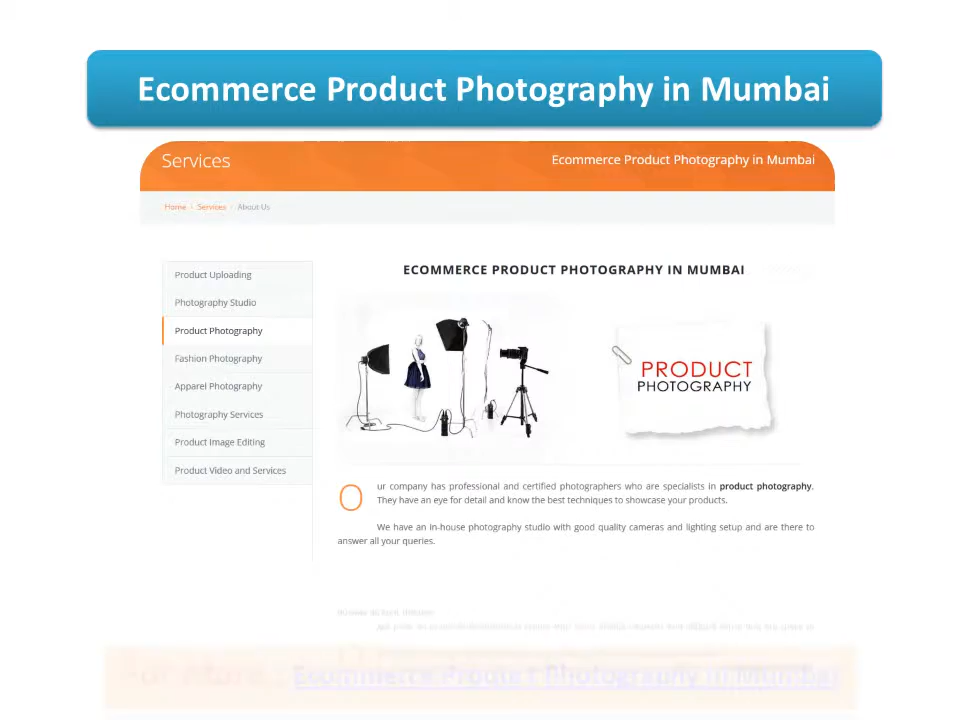 Ecommerce Product Photography in Mumbai
Services
Ecommerce Product Photography in Mumbai
Home › Services › About Us
Product Uploading
Photography Studio
Product Photography
Fashion Photography
Apparel Photography
Photography Services
Product Image Editing
Product Video and Services
ECOMMERCE PRODUCT PHOTOGRAPHY IN MUMBAI
PRODUCT
PHOTOGRAPHY
Our company has professional and certified photographers who are specialists in product photography.
They have an eye for detail and know the best techniques to showcase your products.
We have an in-house photography studio with good quality cameras and lighting setup and are there to
answer all your queries.
Ecommerce Photography in Mumbai